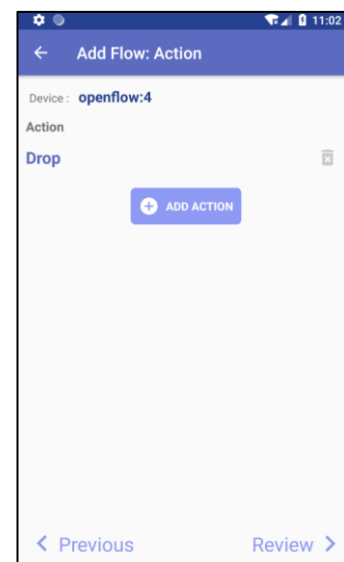 11:02
Add Flow: Action
Device : openflow:4
Action
Drop
ADD ACTION
Previous
Review